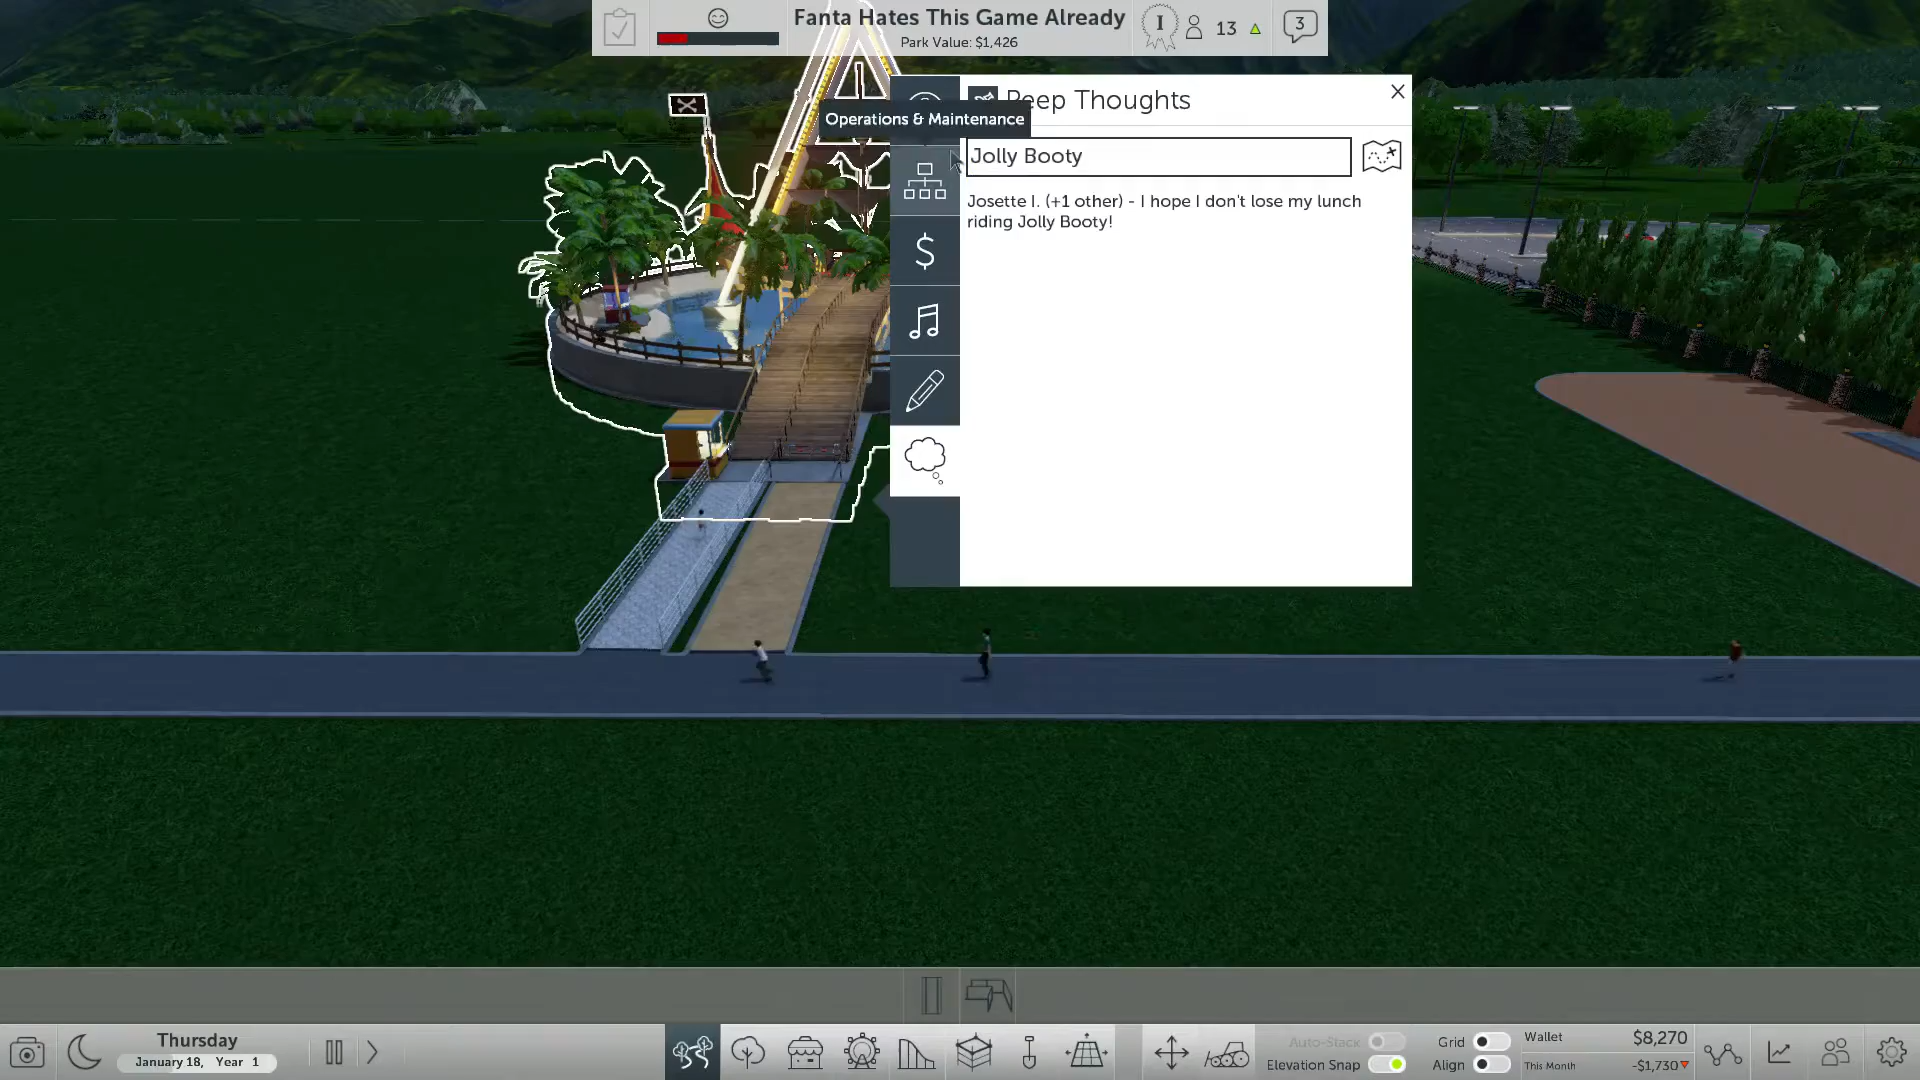 Fanta Hates This Game Already
Park Value: $1,426
I
13
3
Peep Thoughts
Operations & Maintenance
Jolly Booty
Josette I. (+1 other) - I hope I don't lose my lunch
riding Jolly Booty!
$
Thursday
January 18, Year 1
Auto-Stack
Elevation Snap
Grid
Align
Wallet
$8,270
This Month
-$1,730